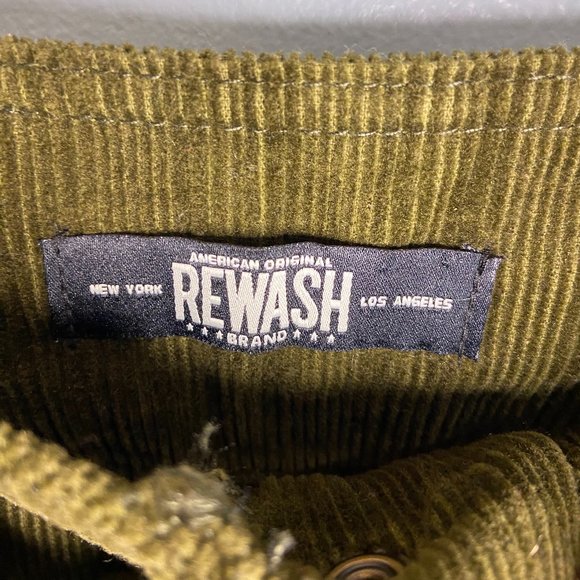 AMERICAN ORIGINAL
NEW YORK REWASH LOS ANGELES
BRAND